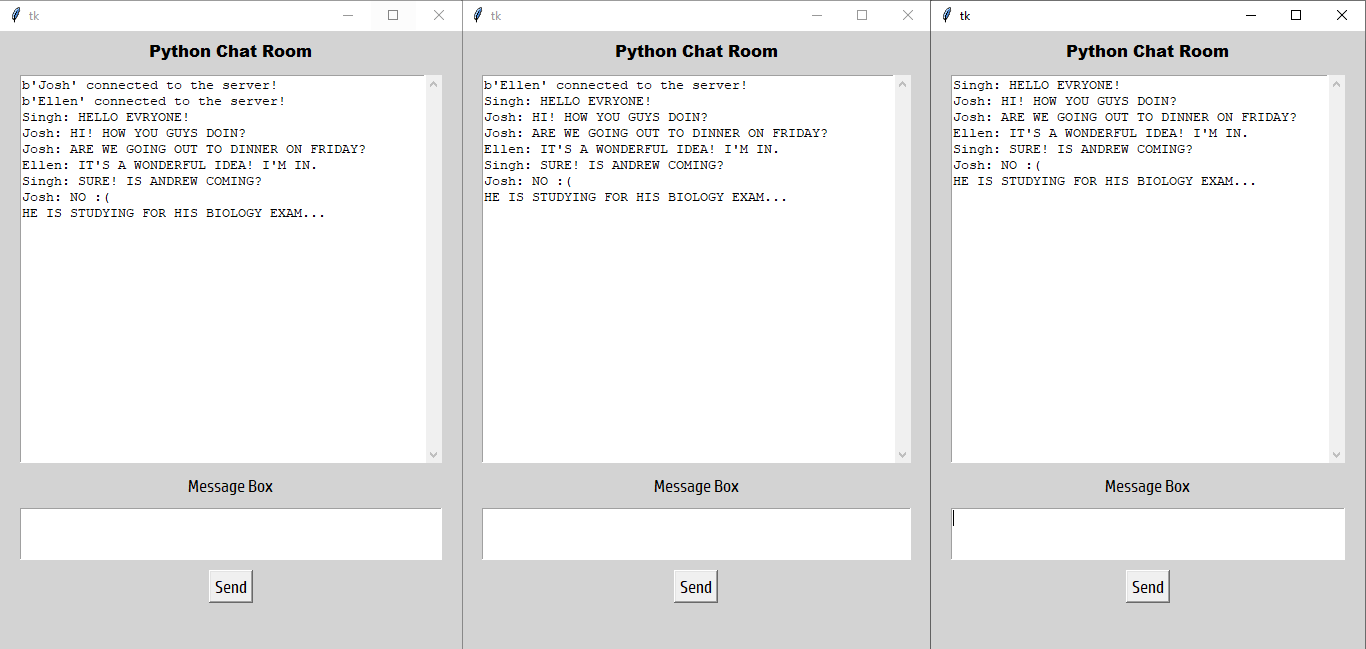 tk
Python Chat Room
b'Josh' connected to the server!
b'Ellen' connected to the server!
Singh: HELLO EVRYONE!
Josh: HI! HOW YOU GUYS DOIN?
Josh: ARE WE GOING OUT TO DINNER ON FRIDAY?
Ellen: IT'S A WONDERFUL IDEA! I'M IN.
Singh: SURE! IS ANDREW COMING?
Josh: NO :(
HE IS STUDYING FOR HIS BIOLOGY EXAM...
Message Box
Send
tk
Python Chat Room
b'Ellen' connected to the server!
Singh: HELLO EVRYONE!
Josh: HI! HOW YOU GUYS DOIN?
Josh: ARE WE GOING OUT TO DINNER ON FRIDAY?
Ellen: IT'S A WONDERFUL IDEA! I'M IN.
Singh: SURE! IS ANDREW COMING?
Josh: NO :(
HE IS STUDYING FOR HIS BIOLOGY EXAM...
Message Box
Send
tk
Python Chat Room
Singh: HELLO EVRYONE!
Josh: HI! HOW YOU GUYS DOIN?
Josh: ARE WE GOING OUT TO DINNER ON FRIDAY?
Ellen: IT'S A WONDERFUL IDEA! I'M IN.
Singh: SURE! IS ANDREW COMING?
Josh: NO :(
HE IS STUDYING FOR HIS BIOLOGY EXAM...
Message Box
Send